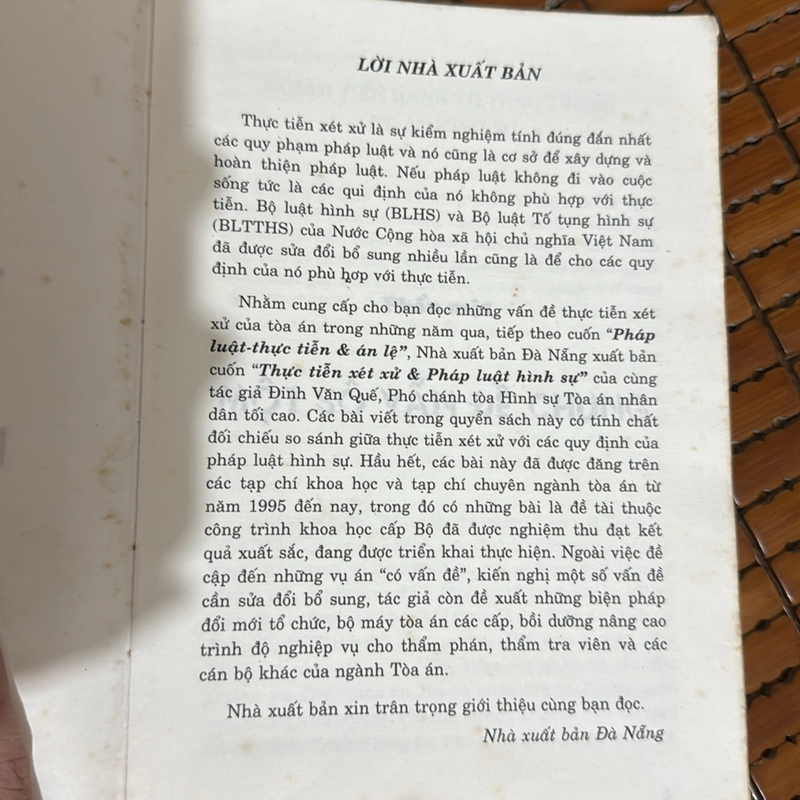 LỜI NHÀ XUẤT BẢN
Thực tiễn xét xử là sự kiểm nghiệm tính đúng đắn nhất
các quy phạm pháp luật và nó cũng là cơ sở để xây dựng và
hoàn thiện pháp luật. Nếu pháp luật không đi vào cuộc
sống tức là các qui định của nó không phù hợp với thực
tiễn. Bộ luật hình sự (BLHS) và Bộ luật Tố tụng hình sự
(BLTTHS) của Nước Cộng hòa xã hội chủ nghĩa Việt Nam
đã được sửa đổi bổ sung nhiều lần cũng là để cho các quy
định của nó phù hợp với thực tiễn.
Nhằm cung cấp cho bạn đọc những vấn đề thực tiễn xét
xử của tòa án trong những năm qua, tiếp theo cuốn “Pháp
luật-thực tiễn & án lệ”, Nhà xuất bản Đà Nẵng xuất bản
cuốn “Thực tiễn xét xử & Pháp luật hình sự” của cùng
tác giả Đinh Văn Quế, Phó chánh tòa Hình sự Tòa án nhân
dân tối cao. Các bài viết trong quyển sách này có tính chất
đối chiếu so sánh giữa thực tiễn xét xử với các quy định của
pháp luật hình sự. Hầu hết, các bài này đã được đăng trên
các tạp chí khoa học và tạp chí chuyên ngành tòa án từ
năm 1995 đến nay, trong đó có những bài là đề tài thuộc
công trình khoa học cấp Bộ đã được nghiệm thu đạt kết
quả xuất sắc, đang được triển khai thực hiện. Ngoài việc đề
cập đến những vụ án “có vấn đề”, kiến nghị một số vấn đề
cần sửa đổi bổ sung, tác giả còn đề xuất những biện pháp
đổi mới tổ chức, bộ máy tòa án các cấp, bồi dưỡng nâng cao
trình độ nghiệp vụ cho thẩm phán, thẩm tra viên và các
cán bộ khác của ngành Tòa án.
Nhà xuất bản xin trân trọng giới thiệu cùng bạn đọc.
Nhà xuất bản Đà Nẵng